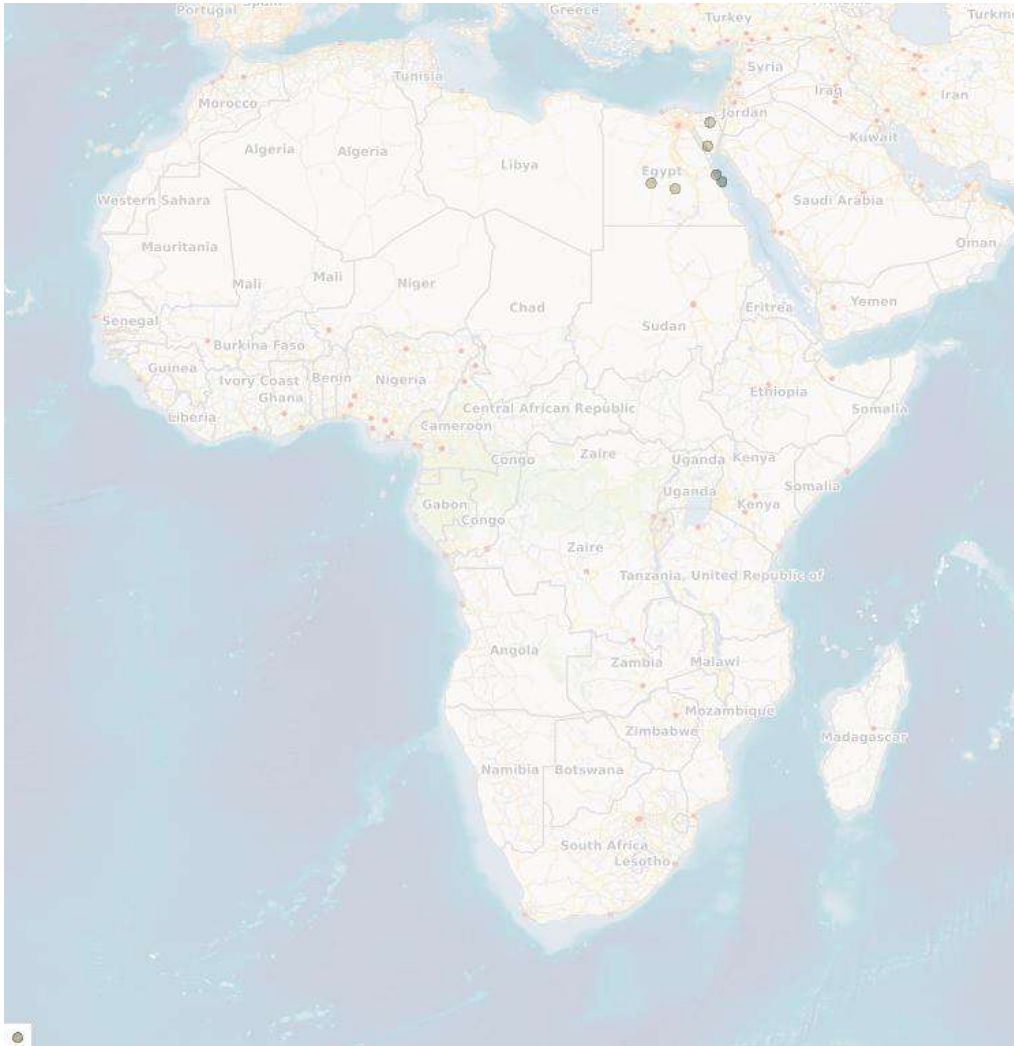 Portugal
Greece
Turkey
Tunisia
Syria
Iraq
Iran
Morocco
Jordan
Kuwait
Algeria
Algeria
Libya
Egypt
Western Sahara
Saudi Arabia
Mauritania
Oman
Mali
Mali
Niger
Chad
Eritrea
Yemen
Senegal
Sudan
Burkina Faso
Guinea
Ivory Coast
Benin
Nigeria
Ethiopia
Ghana
Central African Republic
Somalia
Liberia
Cameroon
Congo
Zaire
Uganda
Kenya
Uganda
Somalia
Gabon
Kenya
Congo
Zaire
Tanzania, United Republic of
Angola
Zambia
Malawi
Mozambique
Zimbabwe
Madagascar
Namibia
Botswana
South Africa
Lesotho